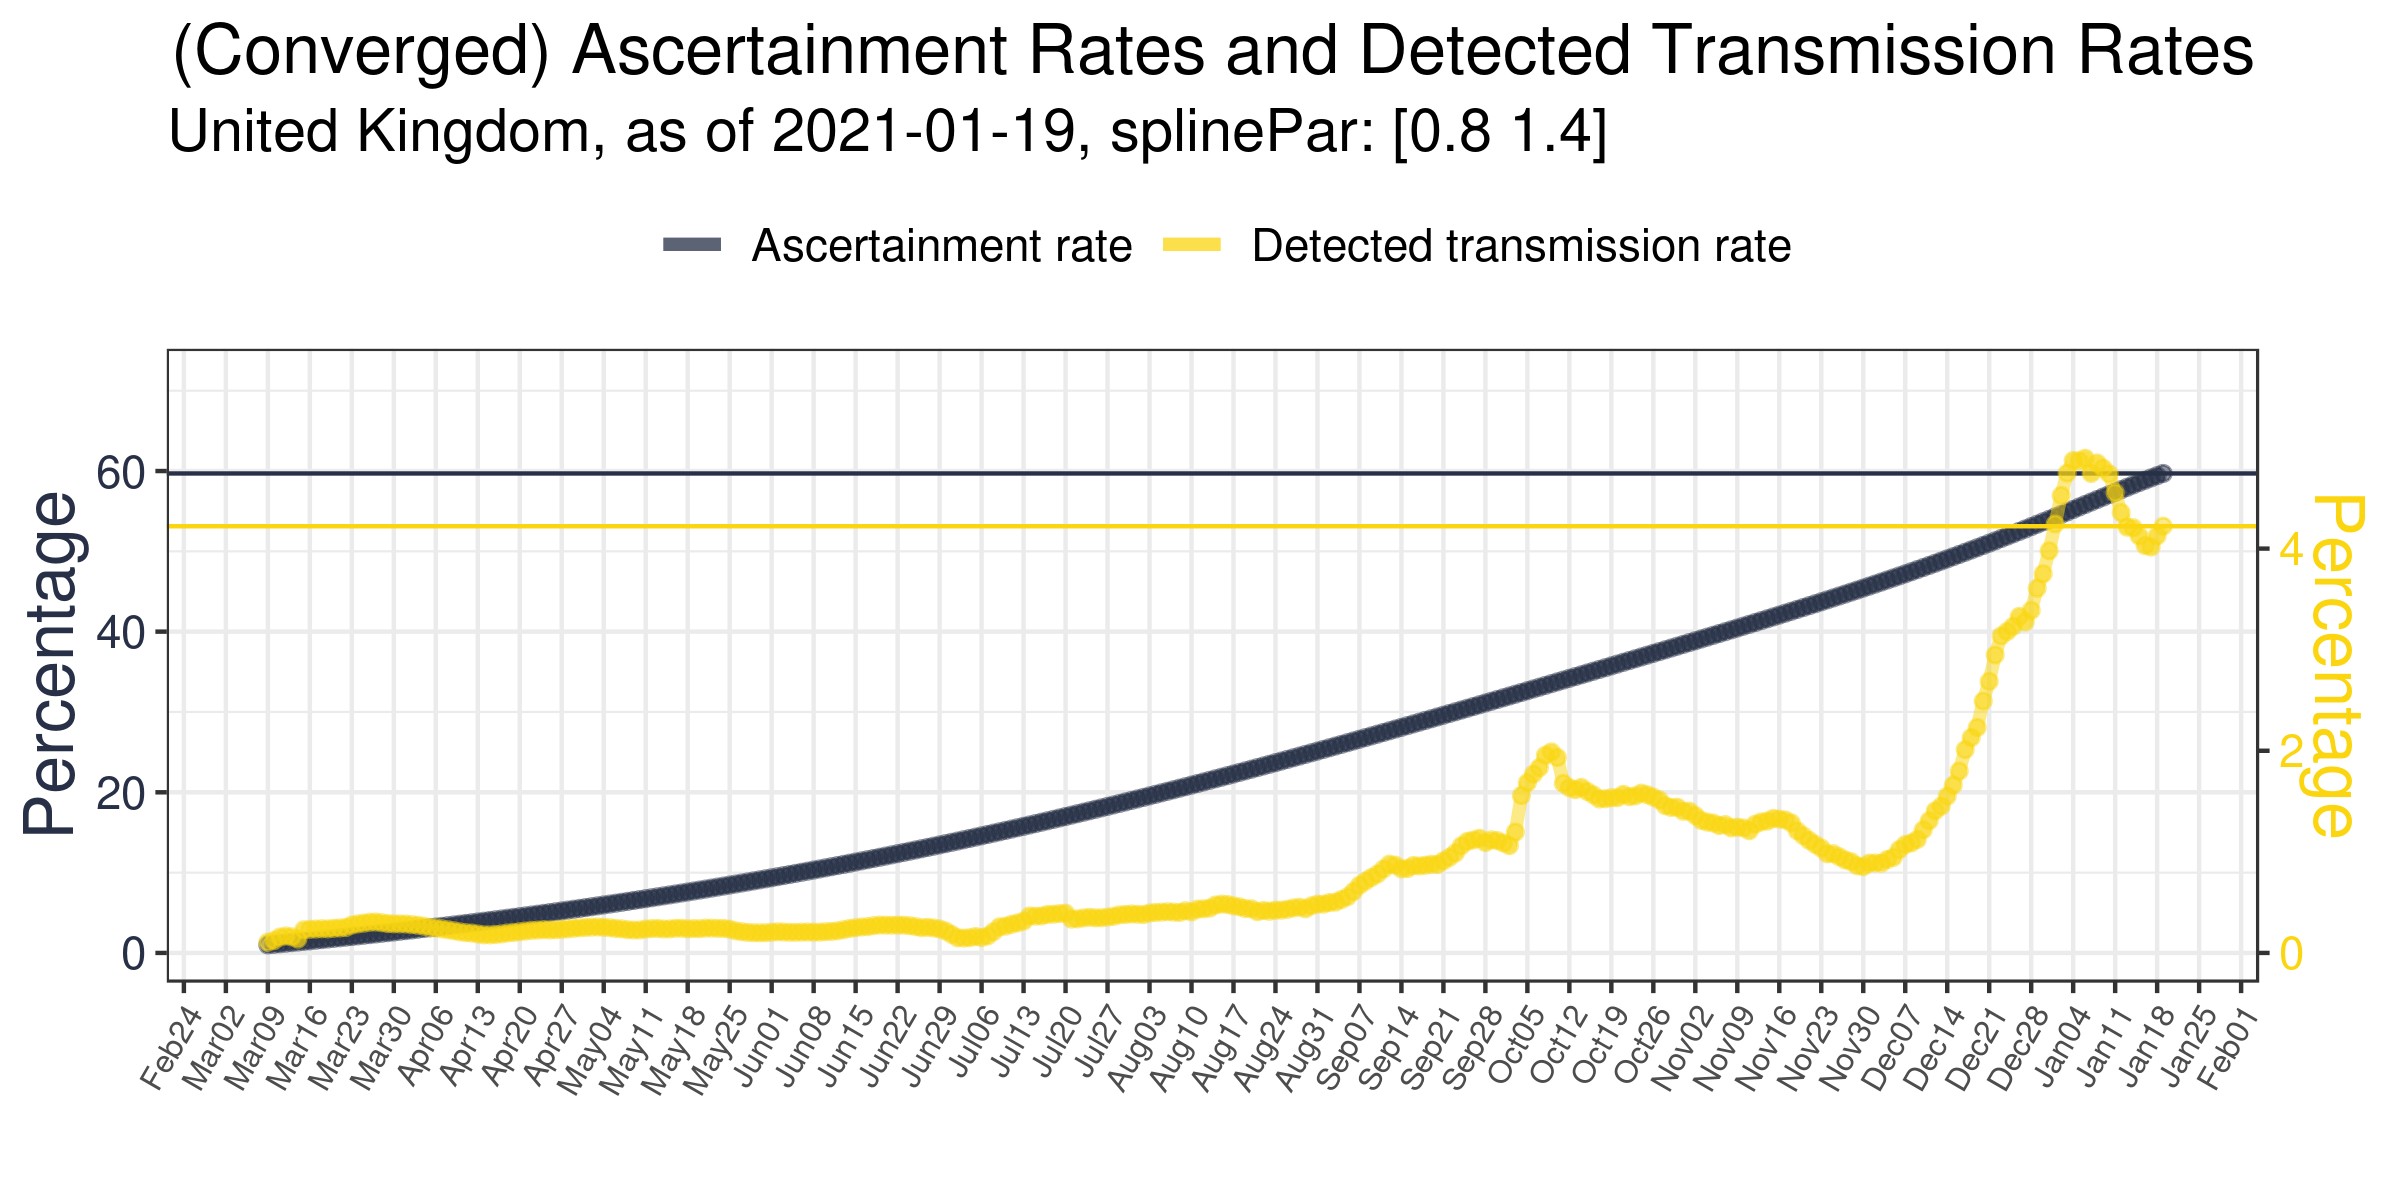 (Converged) Ascertainment Rates and Detected Transmission Rates
United Kingdom, as of 2021-01-19, splinePar: [0.8 1.4]
Ascertainment rate Detected transmission rate
Percentage
60
40
20
0
4
2
0
Percentage
Feb24 Mar02 Mar09 Mar16 Mar23 Mar30 Apr06 Apr13 Apr20 Apr27 May04 May11 May18 May25 Jun01 Jun08 Jun15 Jun22 Jun29 Jul06 Jul13 Jul20 Jul27 Aug03 Aug10 Aug17 Aug24 Aug31 Sep07 Sep14 Sep21 Sep28 Oct05 Oct12 Oct19 Oct26 Nov02 Nov09 Nov16 Nov23 Nov30 Dec07 Dec14 Dec21 Dec28 Jan04 Jan11 Jan18 Jan25 Feb01